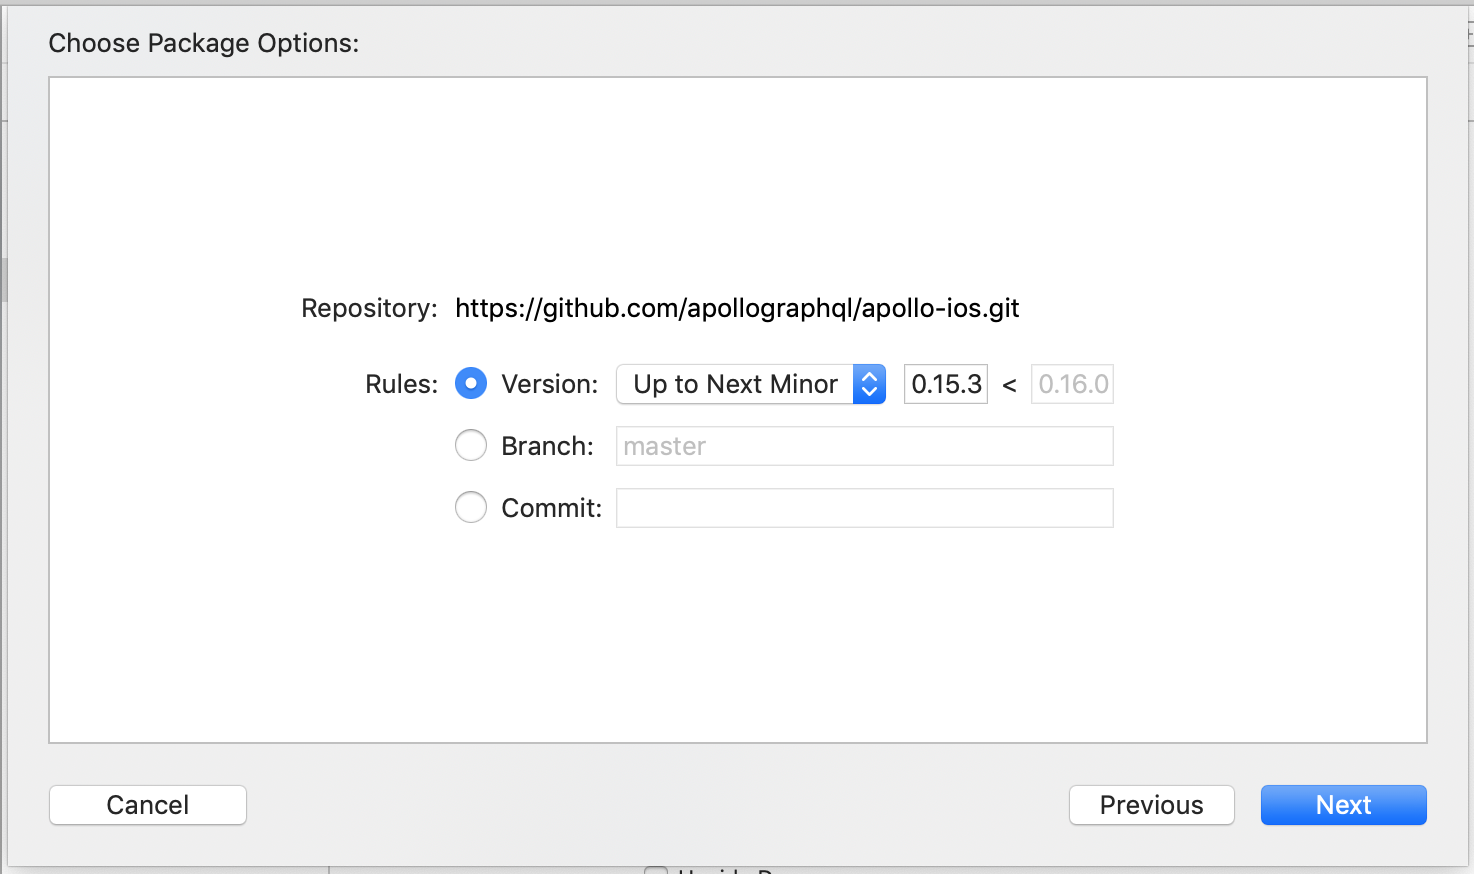 Choose Package Options:
Repository: https://github.com/apollographql/apollo-ios.git
Rules: Version: Up to Next Minor 0.15.3 < 0.16.0
Branch: master
Commit:
Cancel Previous Next